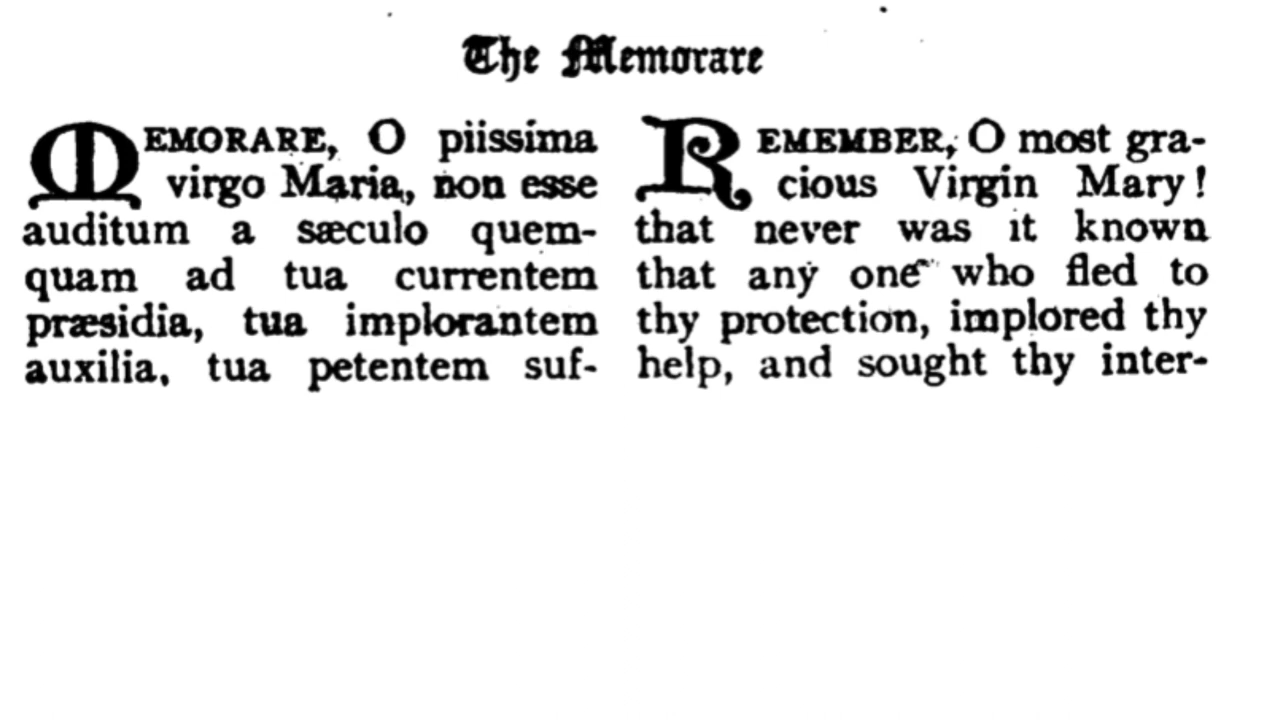 The Memorare
MEMORARE, O piissima
virgo Maria, non esse
auditum a sæculo quem-
quam ad tua currentem
præsidia, tua implorantem
auxilia, tua petentem suf-
REMEMBER, O most gra-
cious Virgin Mary!
that never was it known
that any one who fled to
thy protection, implored thy
help, and sought thy inter-